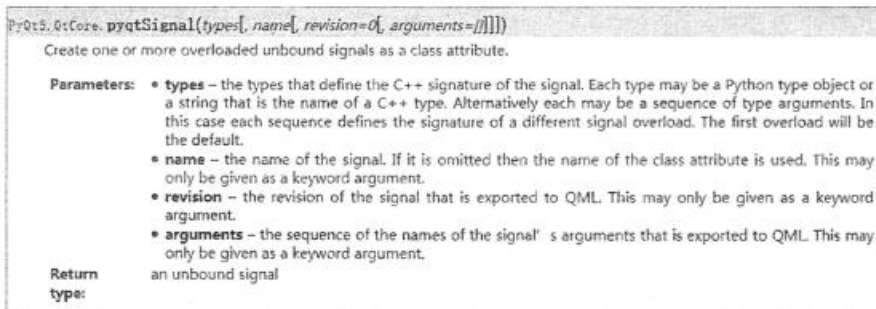 PyQt5.QtCore.pyqtSignal(types[, name[, revision=0[, arguments=[]]]])
Create one or more overloaded unbound signals as a class attribute.
Parameters: • types – the types that define the C++ signature of the signal. Each type may be a Python type object or
a string that is the name of a C++ type. Alternatively each may be a sequence of type arguments. In
this case each sequence defines the signature of a different signal overload. The first overload will be
the default.
• name – the name of the signal. If it is omitted then the name of the class attribute is used. This may
only be given as a keyword argument.
• revision – the revision of the signal that is exported to QML. This may only be given as a keyword
argument.
• arguments – the sequence of the names of the signal' s arguments that is exported to QML. This may
only be given as a keyword argument.
Return an unbound signal
type: